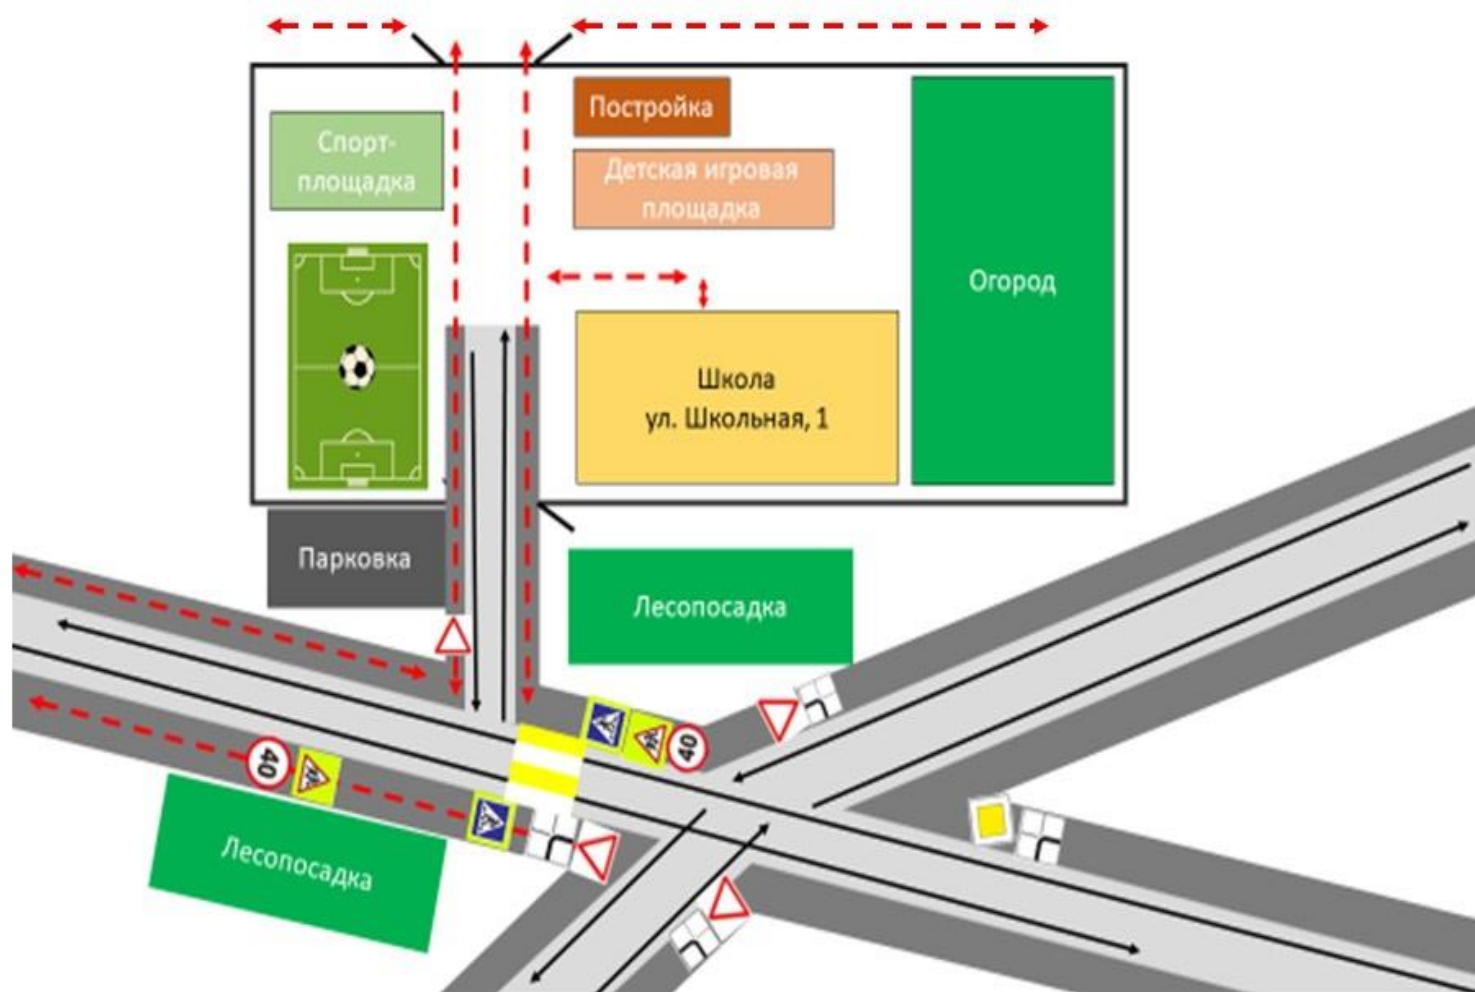 Постройка
Спорт-
площадка
Детская игровая
площадка
Огород
Школа
ул. Школьная, 1
Парковка
Лесопосадка
40
40
Лесопосадка